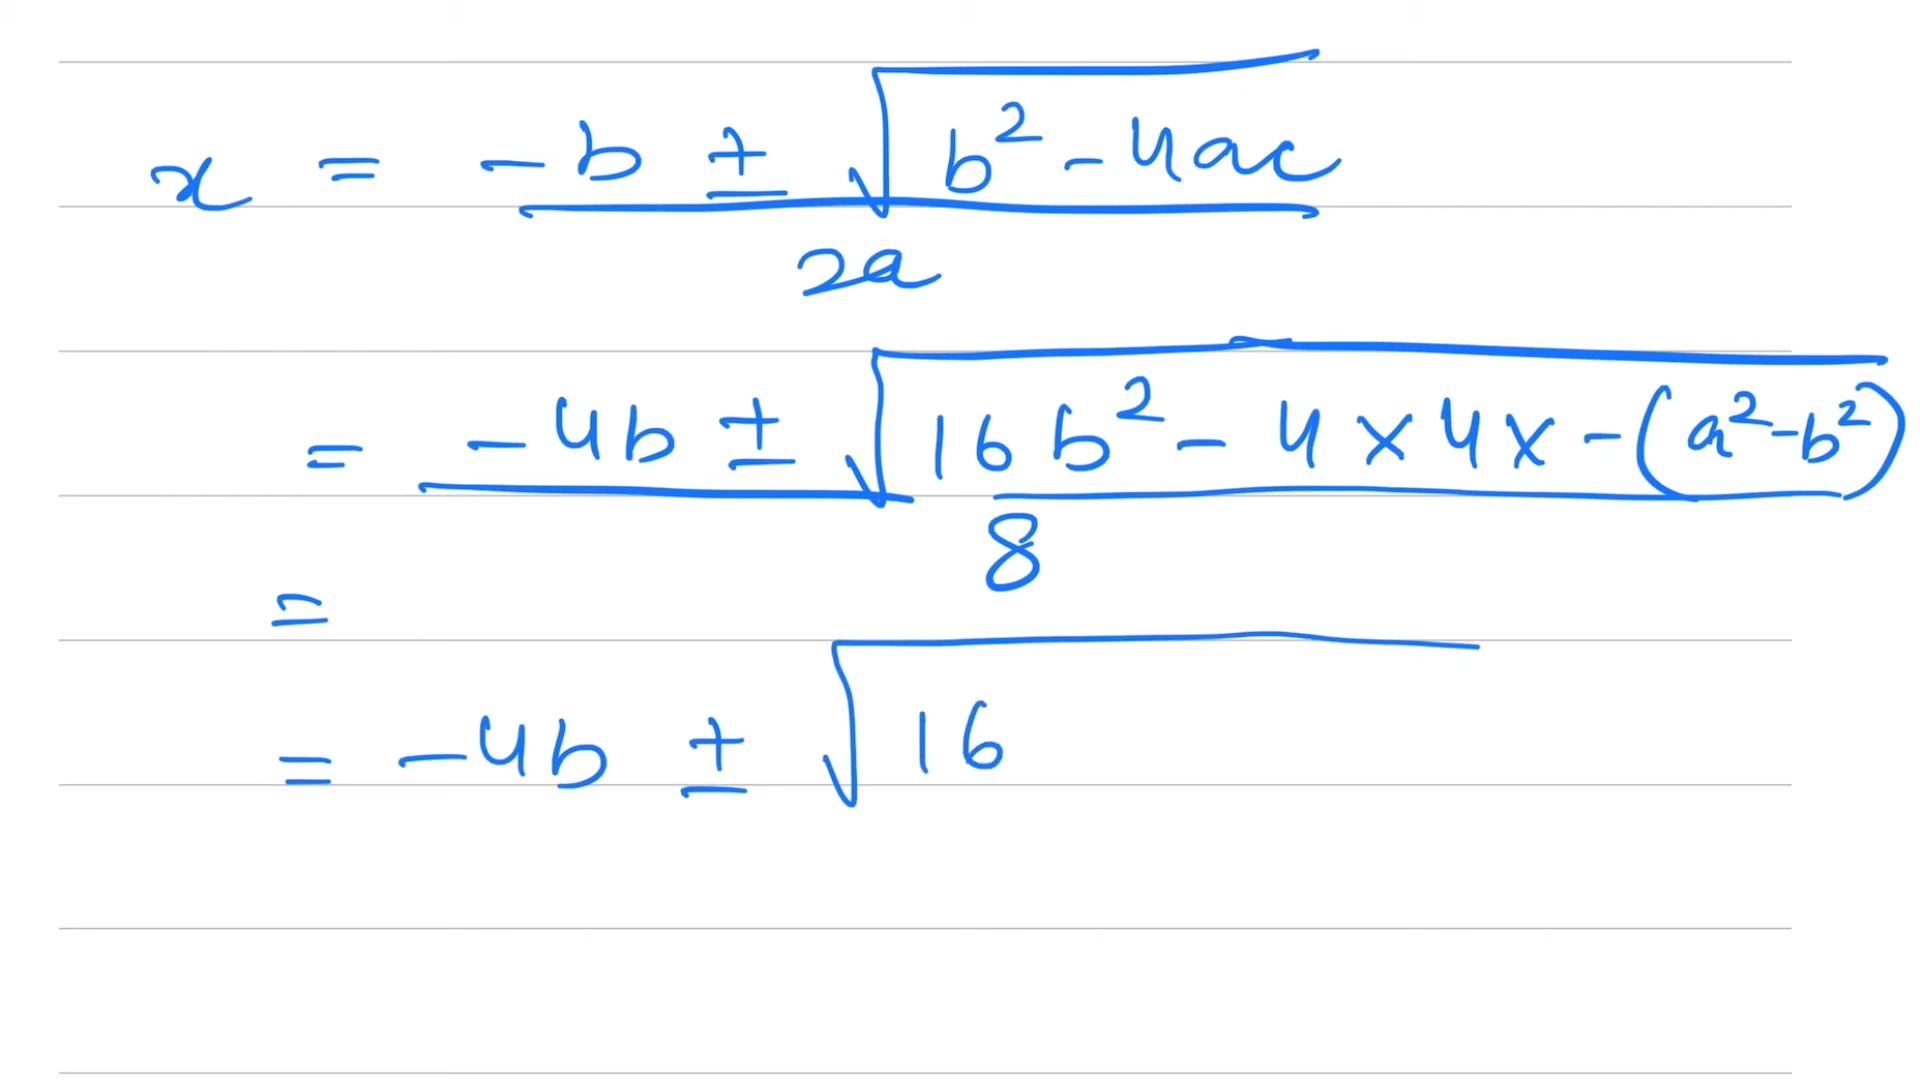 x = -b ± √(b² - 4ac)
2a
= -4b ± √(16b² - 4 × 4 × -(a²-b²))
8
=
= -4b ± √16